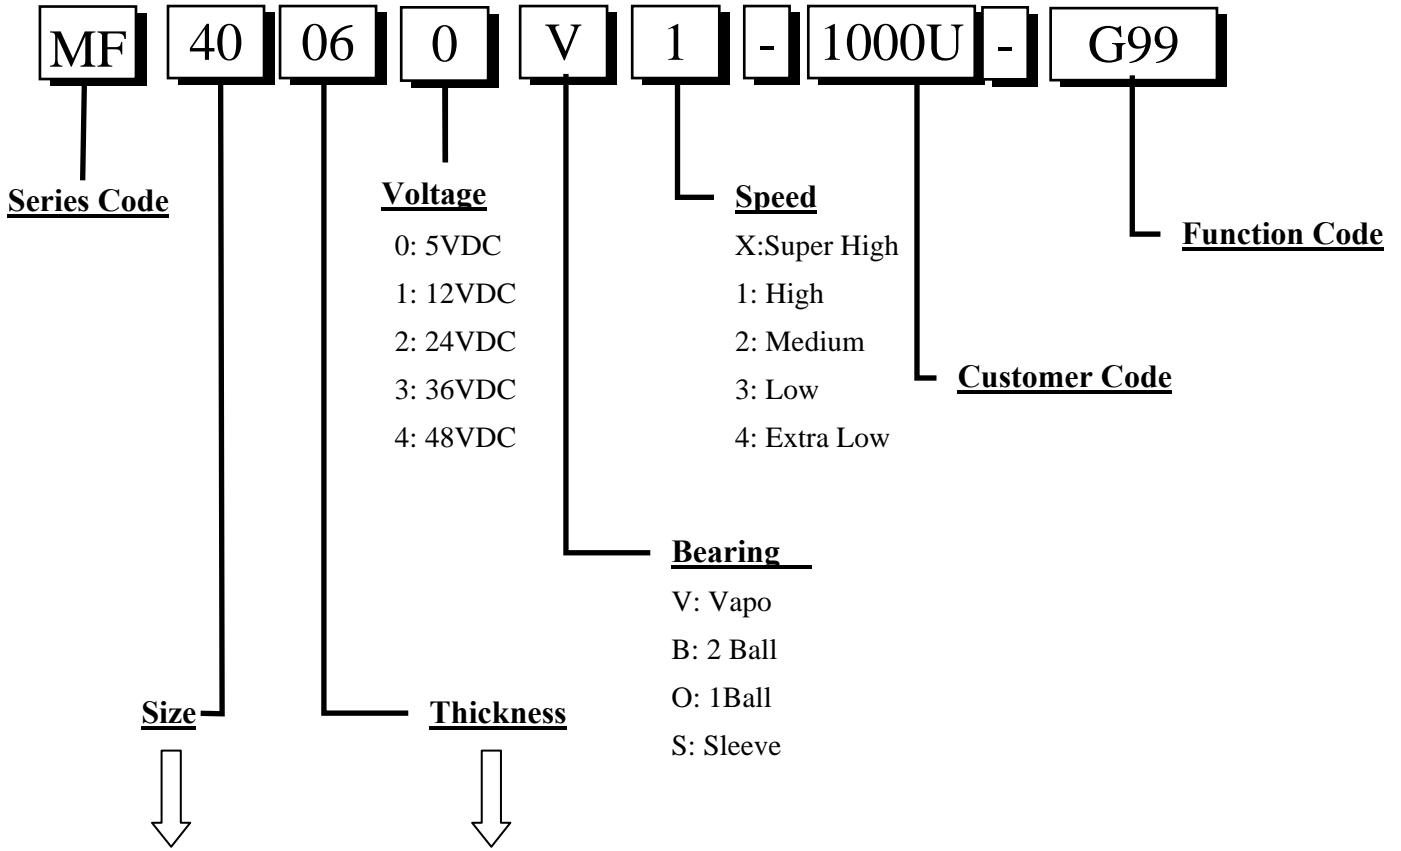 MF 40 06 0 V 1 - 1000U - G99
Series Code
Voltage
0: 5VDC
1: 12VDC
2: 24VDC
3: 36VDC
4: 48VDC
Speed
X:Super High
1: High
2: Medium
3: Low
4: Extra Low
Function Code
Customer Code
Bearing
V: Vapo
B: 2 Ball
O: 1Ball
S: Sleeve
Size
Thickness